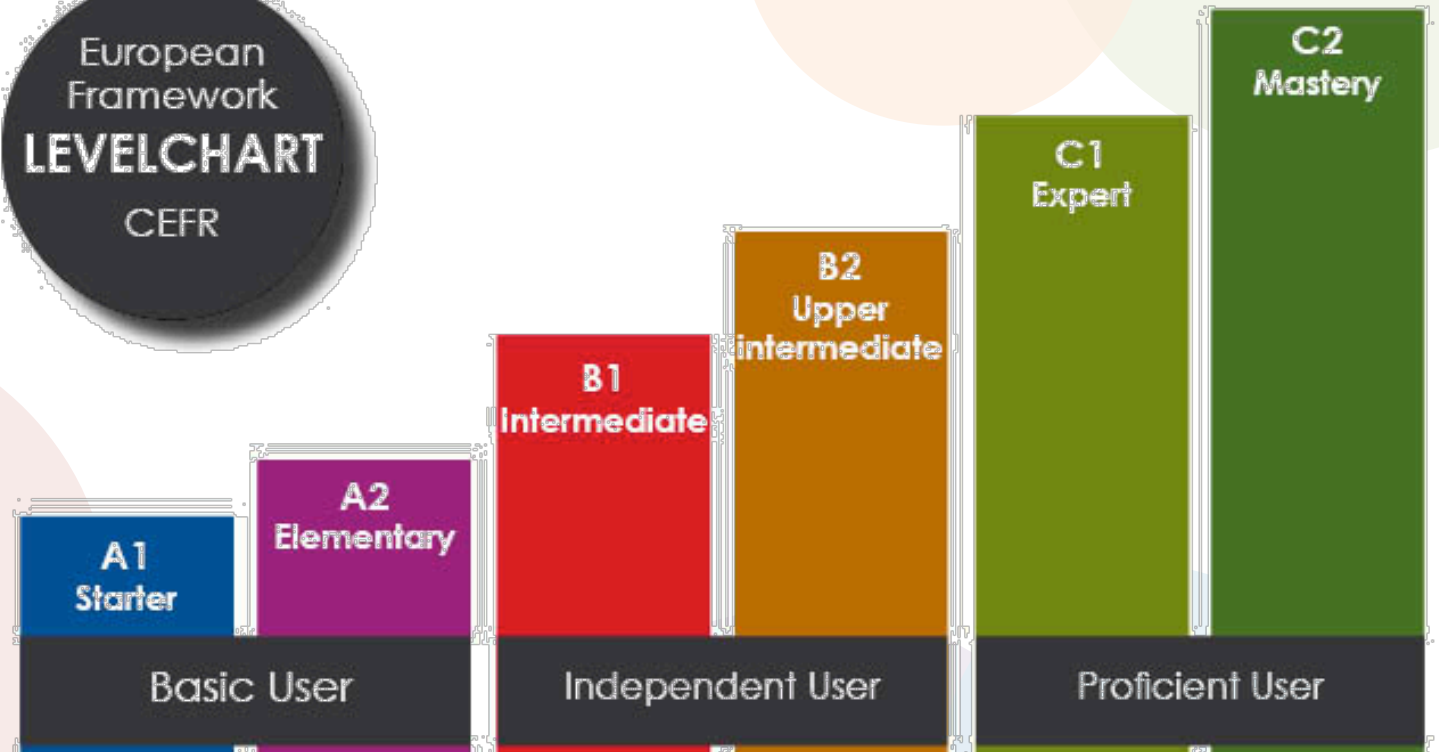 European
Framework
LEVELCHART
CEFR
A1
Starter
A2
Elementary
B1
Intermediate
B2
Upper
intermediate
C1
Expert
C2
Mastery
Basic User
Independent User
Proficient User